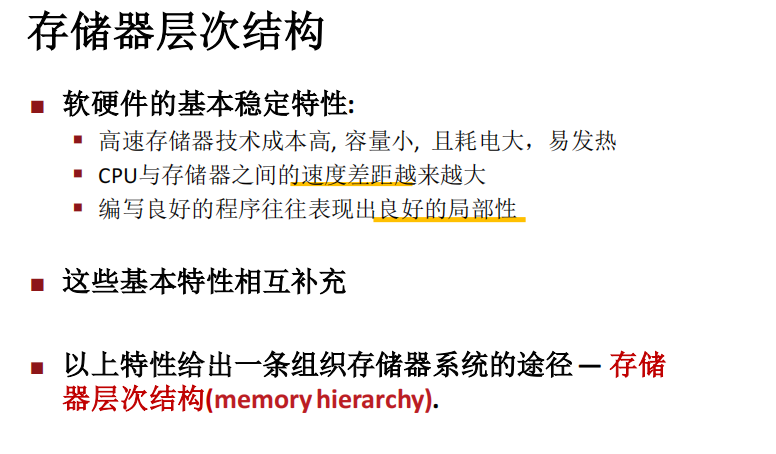 存储器层次结构
软硬件的基本稳定特性:
高速存储器技术成本高, 容量小, 且耗电大，易发热
CPU与存储器之间的速度差距越来越大
编写良好的程序往往表现出良好的局部性
这些基本特性相互补充
以上特性给出一条组织存储器系统的途径 — 存储
器层次结构(memory hierarchy).